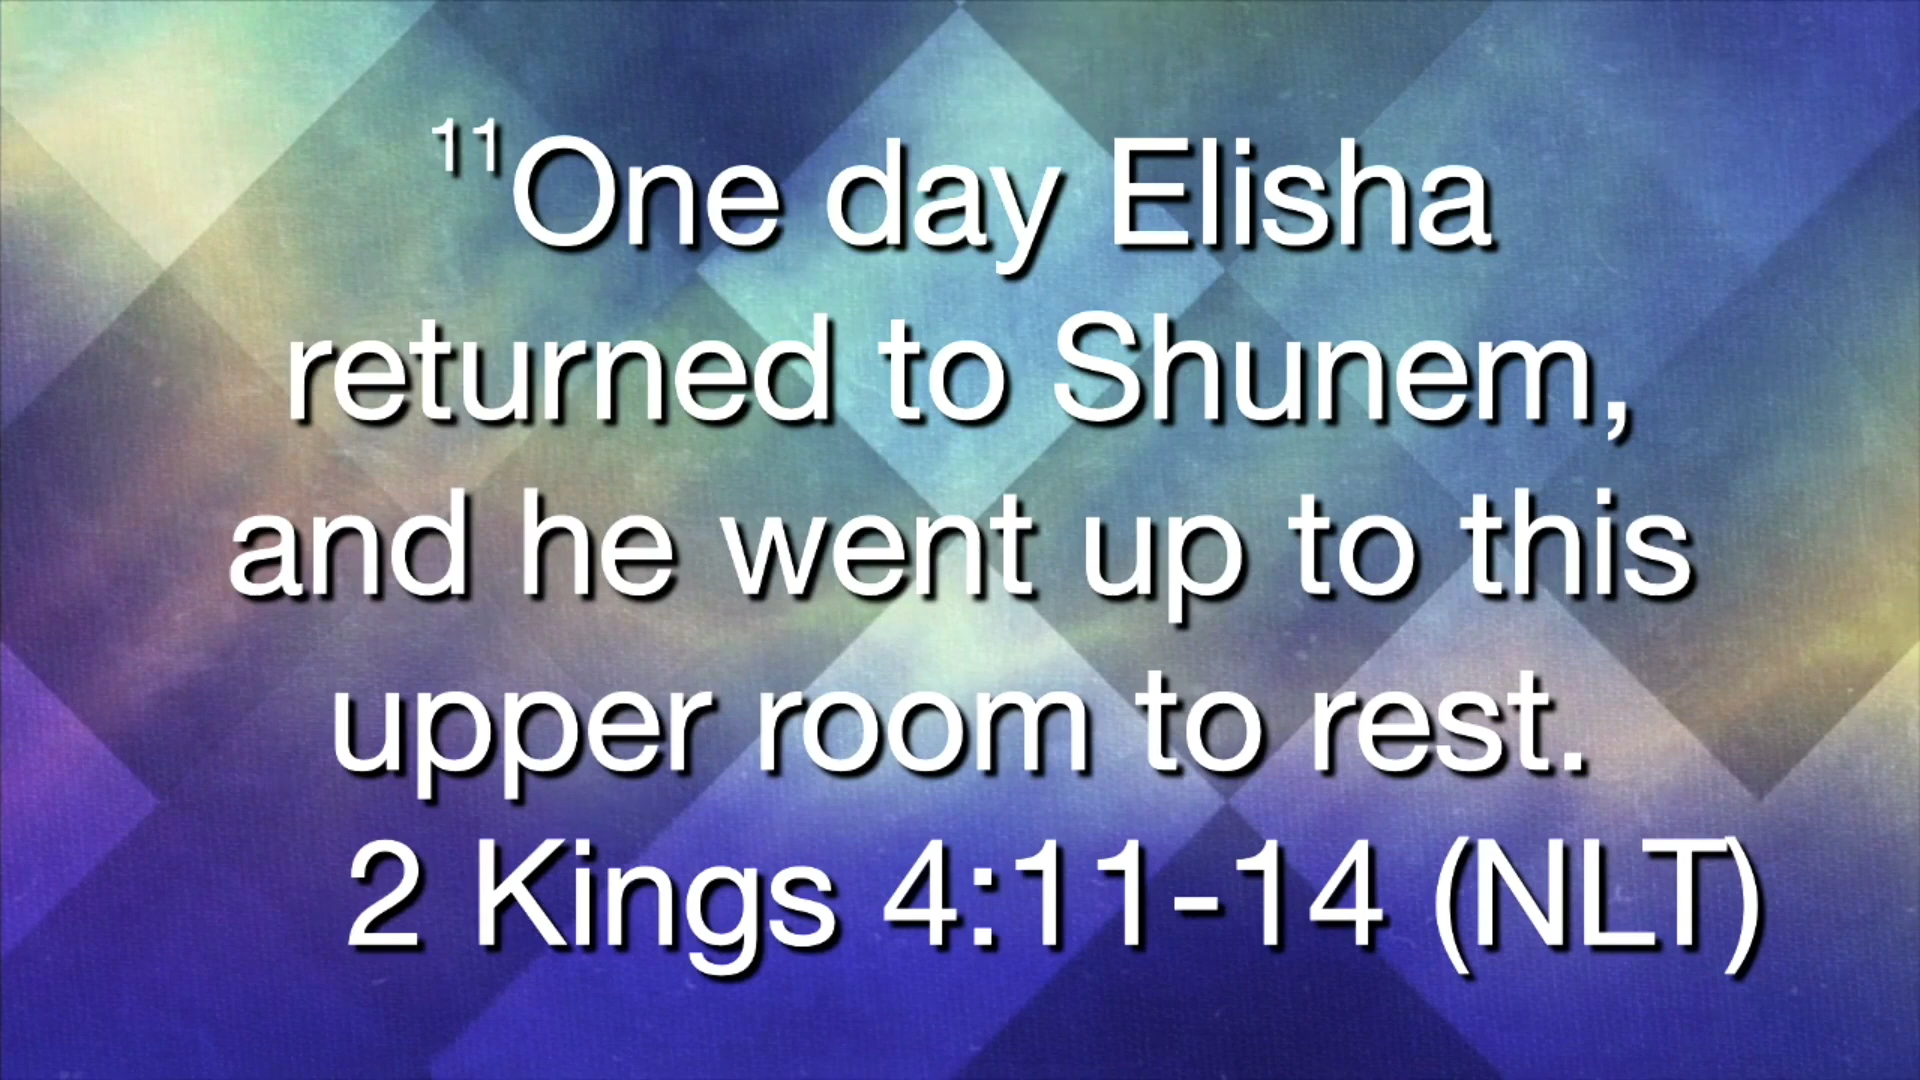 ¹¹One day Elisha
returned to Shunem,
and he went up to this
upper room to rest.
2 Kings 4:11-14 (NLT)